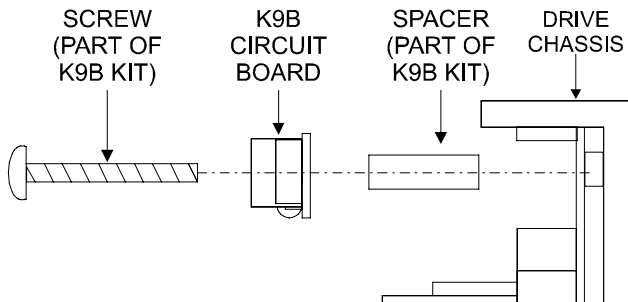 SCREW
(PART OF
K9B KIT)
K9B
CIRCUIT
BOARD
SPACER
(PART OF
K9B KIT)
DRIVE
CHASSIS